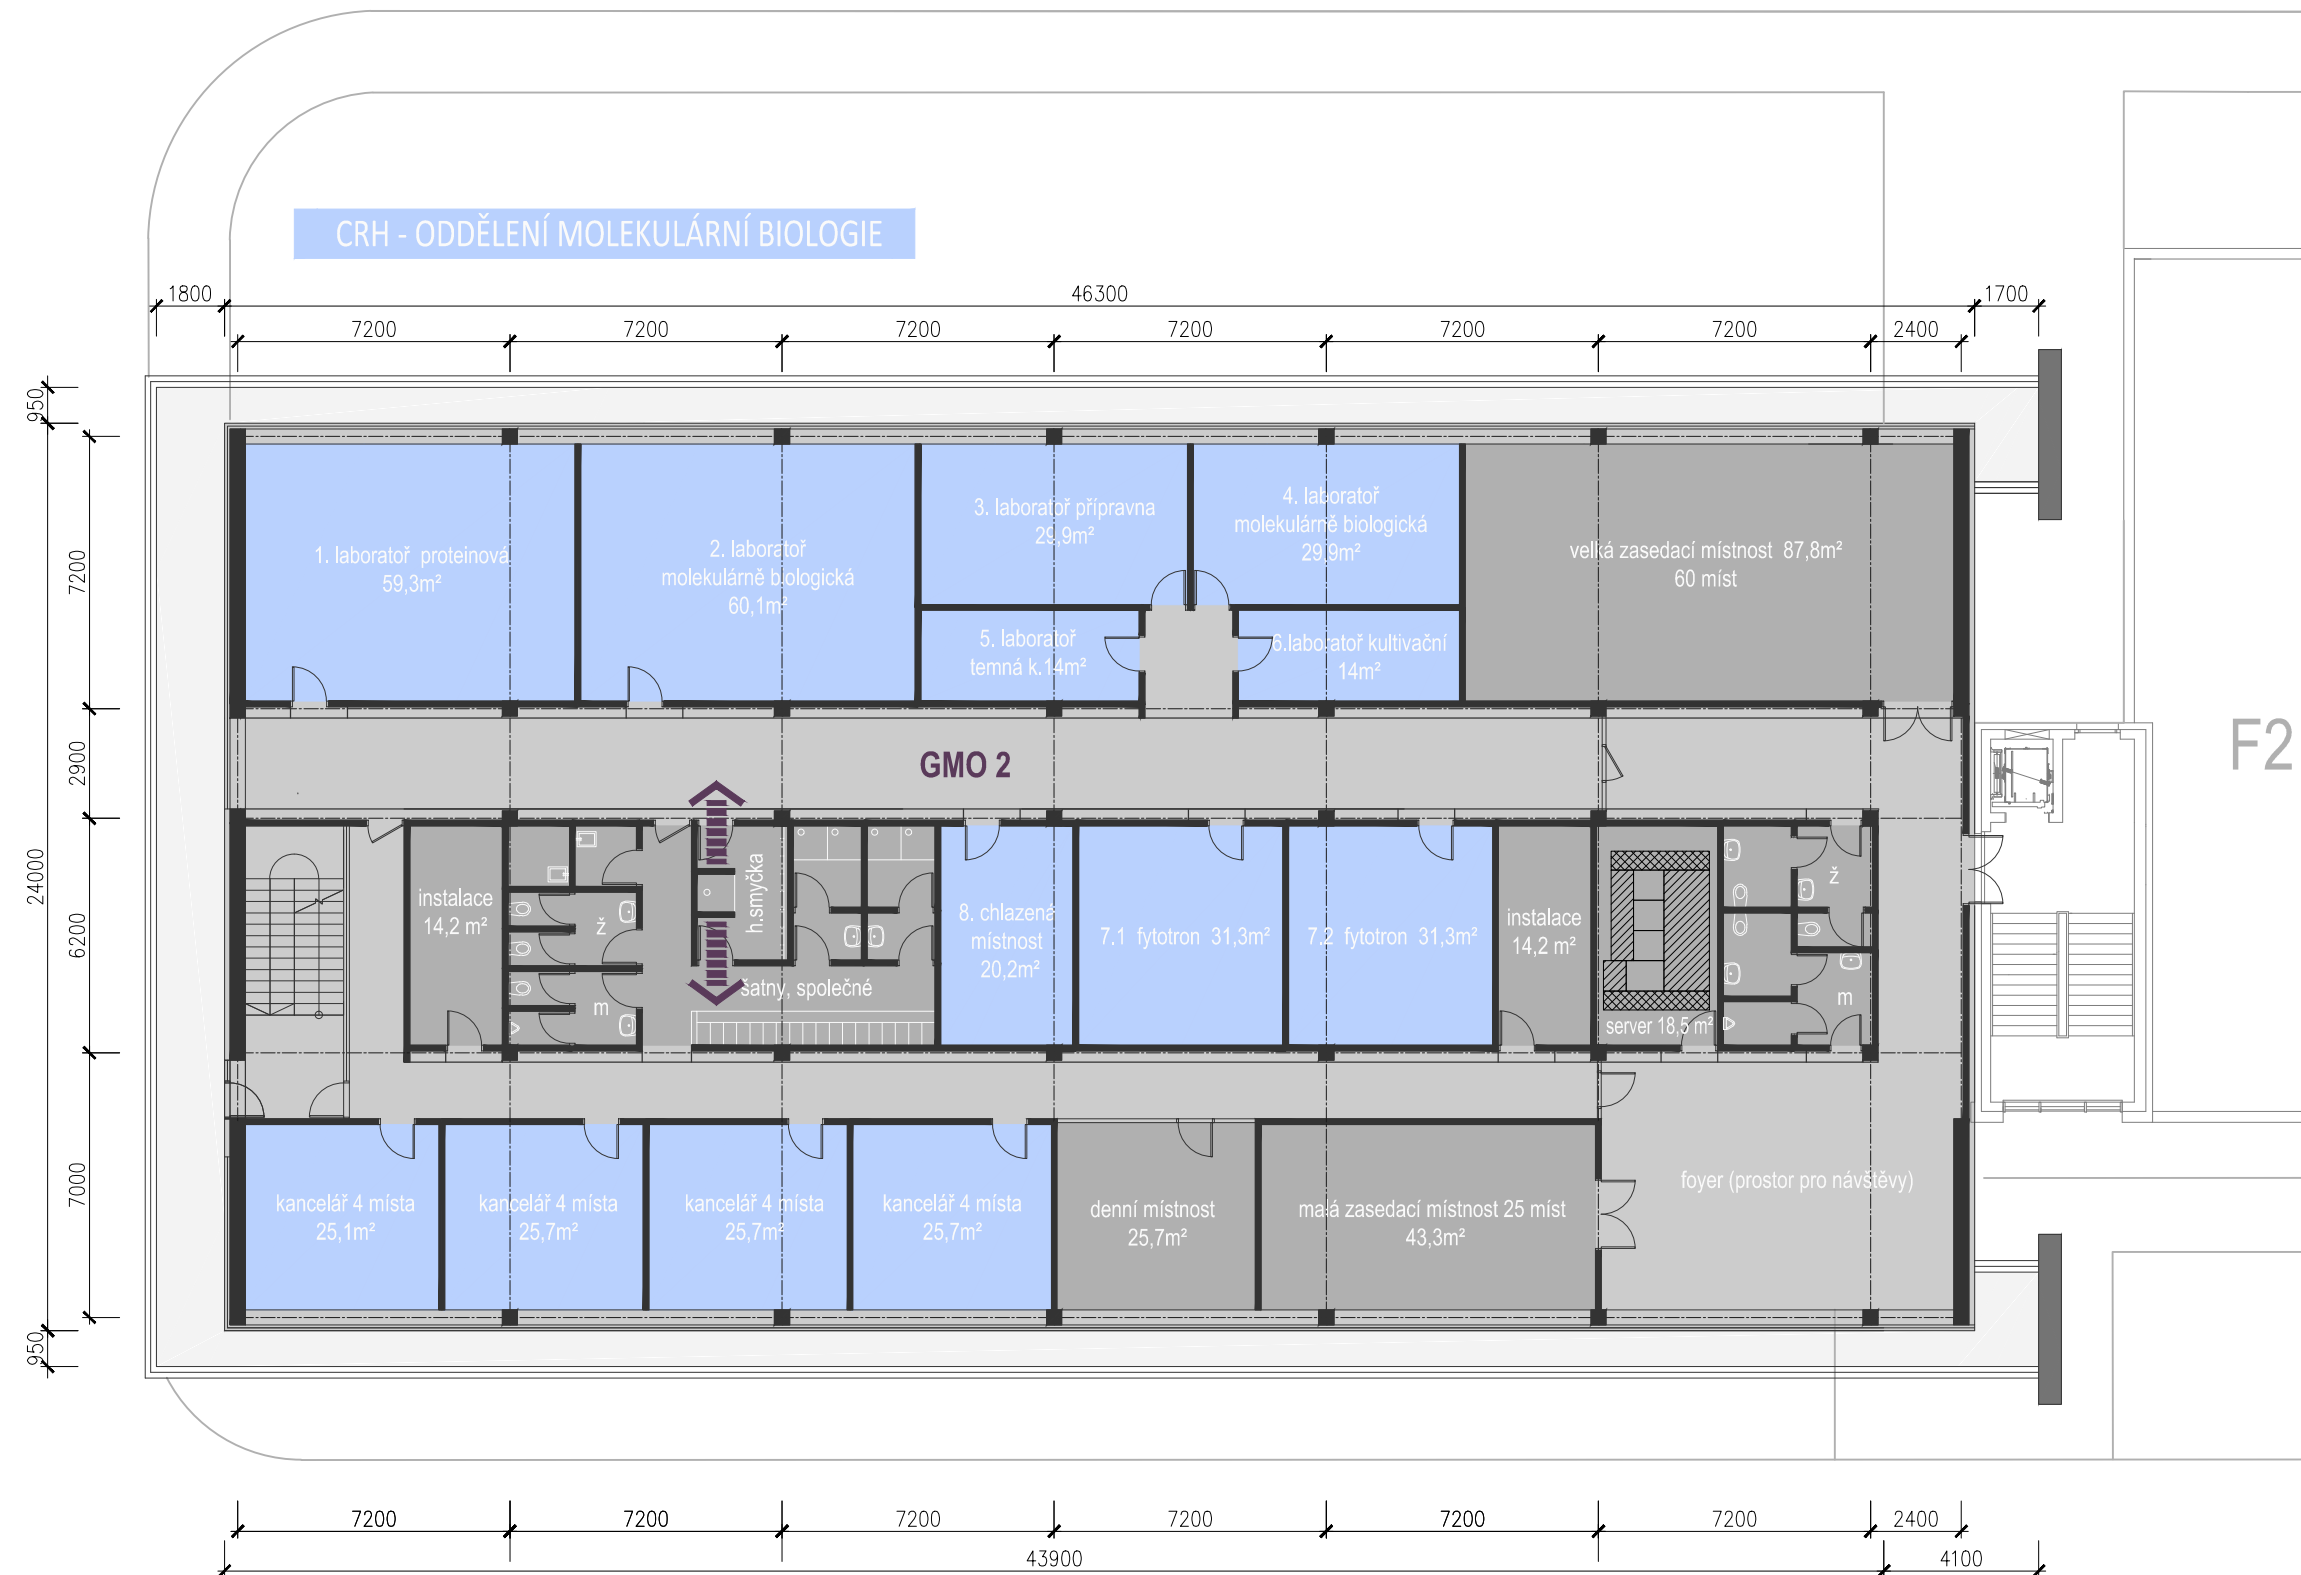 CRH - ODDĚLENÍ MOLEKULÁRNÍ BIOLOGIE
1800
46300
1700
7200
7200
7200
7200
7200
7200
2400
950
7200
2900
24000
6200
7000
950
1. laboratoř proteinová
59,3m²
2. laboratoř
molekulárně biologická
60,1m²
3. laboratoř přípravna
29,9m²
4. laboratoř
molekulárně biologická
29,9m²
velká zasedací místnost 87,8m²
60 míst
5. laboratoř
temná k.14m²
6.laboratoř kultivační
14m²
GMO 2
F2
instalace
14,2 m²
ž
m
h.smyčka
šatny, společné
8. chlazená
místnost
20,2m²
7.1 fytotron 31,3m²
7.2 fytotron 31,3m²
instalace
14,2 m²
server 18,5 m²
ž
m
kancelář 4 místa
25,1m²
kancelář 4 místa
25,7m²
kancelář 4 místa
25,7m²
kancelář 4 místa
25,7m²
denní místnost
25,7m²
malá zasedací místnost 25 míst
43,3m²
foyer (prostor pro návštěvy)
7200
7200
7200
7200
7200
7200
2400
43900
4100